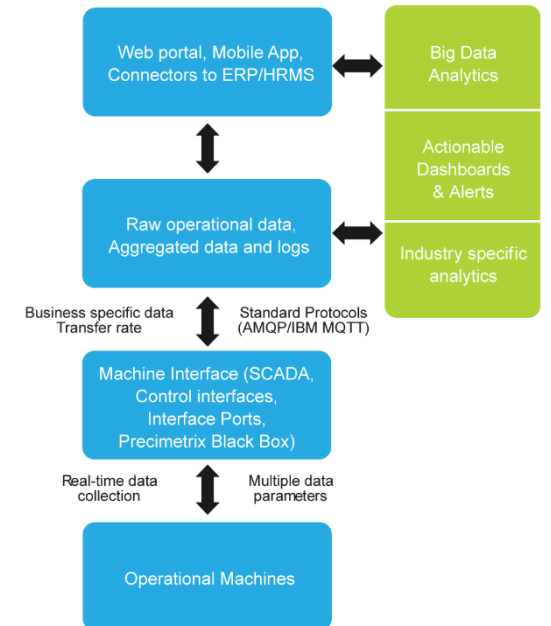 Web portal, Mobile App,
Connectors to ERP/HRMS
Big Data
Analytics
Actionable
Dashboards
& Alerts
Raw operational data,
Aggregated data and logs
Industry specific
analytics
Business specific data
Transfer rate
Standard Protocols
(AMQP/IBM MQTT)
Machine Interface (SCADA,
Control interfaces,
Interface Ports,
Precimetrix Black Box)
Real-time data
collection
Multiple data
parameters
Operational Machines